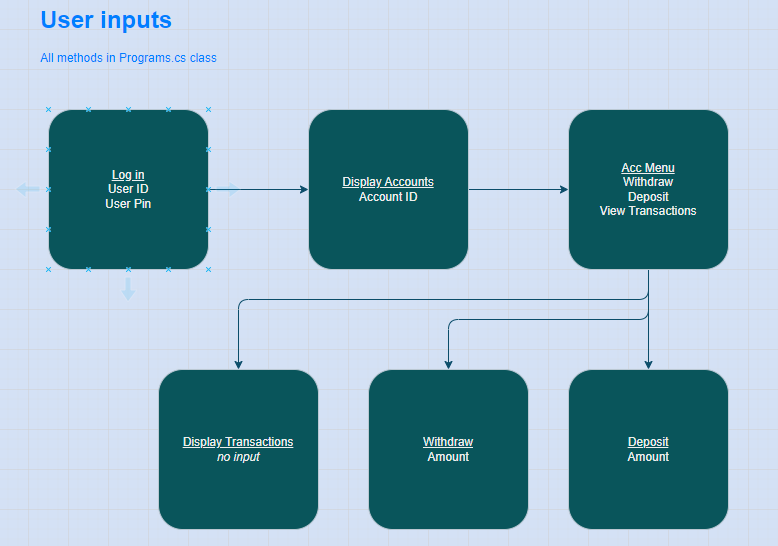 User inputs
All methods in Programs.cs class
Log in
User ID
User Pin
Display Accounts
Account ID
Acc Menu
Withdraw
Deposit
View Transactions
Display Transactions
no input
Withdraw
Amount
Deposit
Amount